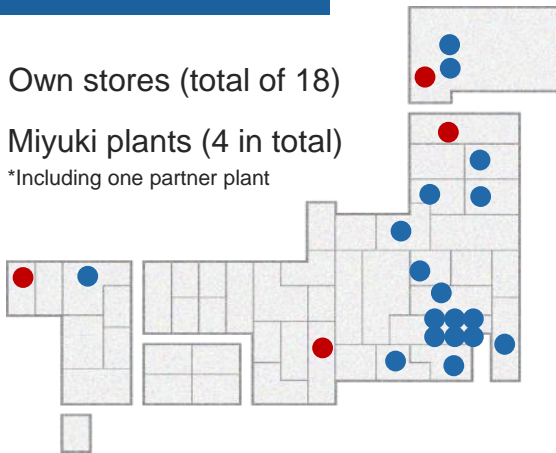 Own stores (total of 18)
Miyuki plants (4 in total)
*Including one partner plant